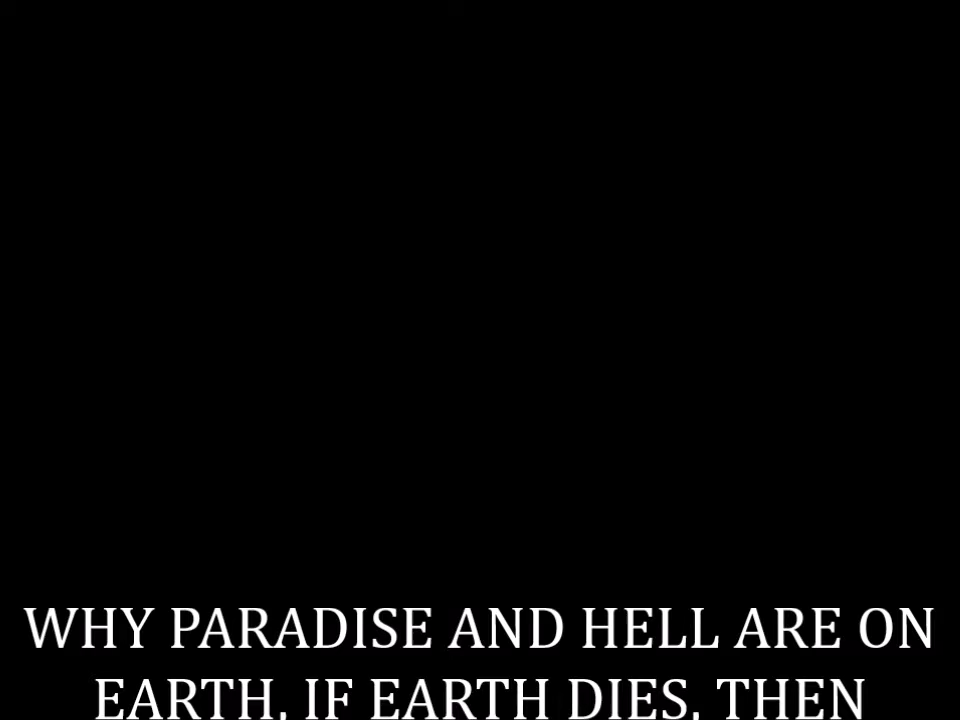 WHY PARADISE AND HELL ARE ON
EARTH, IF EARTH DIES, THEN